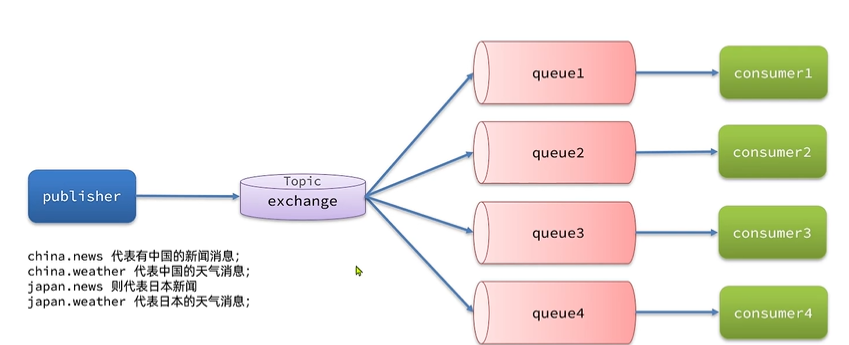 publisher
Topic
exchange
queue1
consumer1
queue2
consumer2
queue3
consumer3
queue4
consumer4
china.news 代表有中国的新闻消息;
china.weather 代表中国的天气消息;
japan.news 则代表日本新闻
japan.weather 代表日本的天气消息;